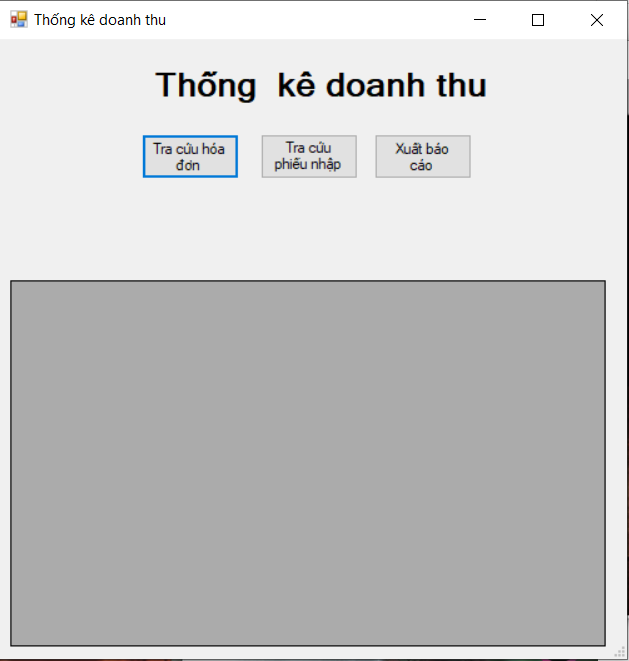 Thống kê doanh thu
Thống kê doanh thu
Tra cứu hóa
đơn
Tra cứu
phiếu nhập
Xuất báo
cáo